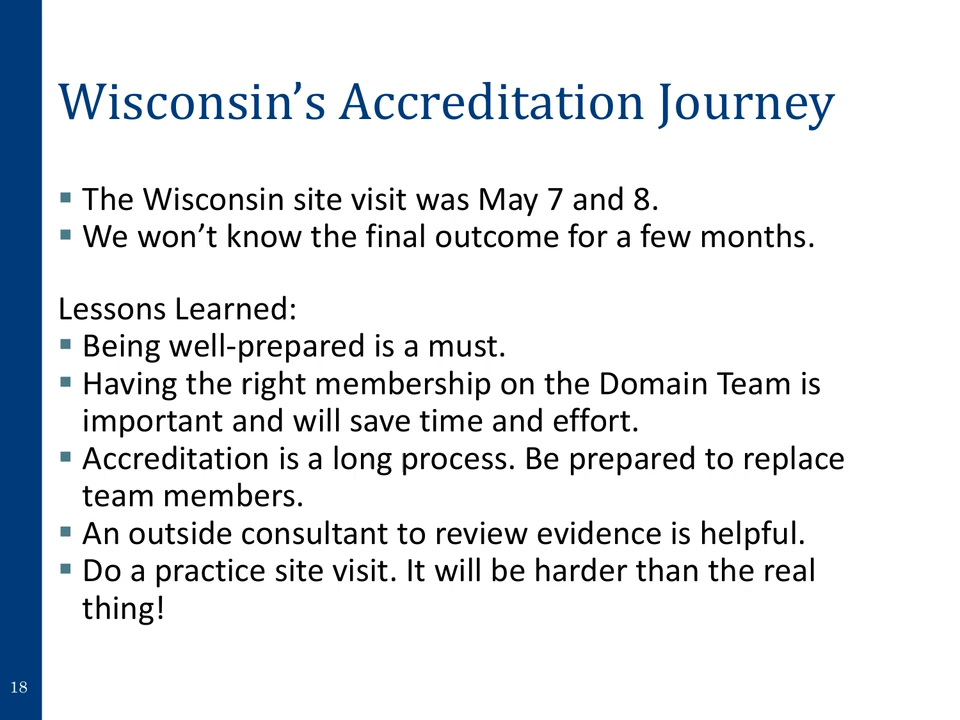 Wisconsin’s Accreditation Journey
▪ The Wisconsin site visit was May 7 and 8.
▪ We won’t know the final outcome for a few months.
Lessons Learned:
▪ Being well-prepared is a must.
▪ Having the right membership on the Domain Team is
important and will save time and effort.
▪ Accreditation is a long process. Be prepared to replace
team members.
▪ An outside consultant to review evidence is helpful.
▪ Do a practice site visit. It will be harder than the real
thing!
18